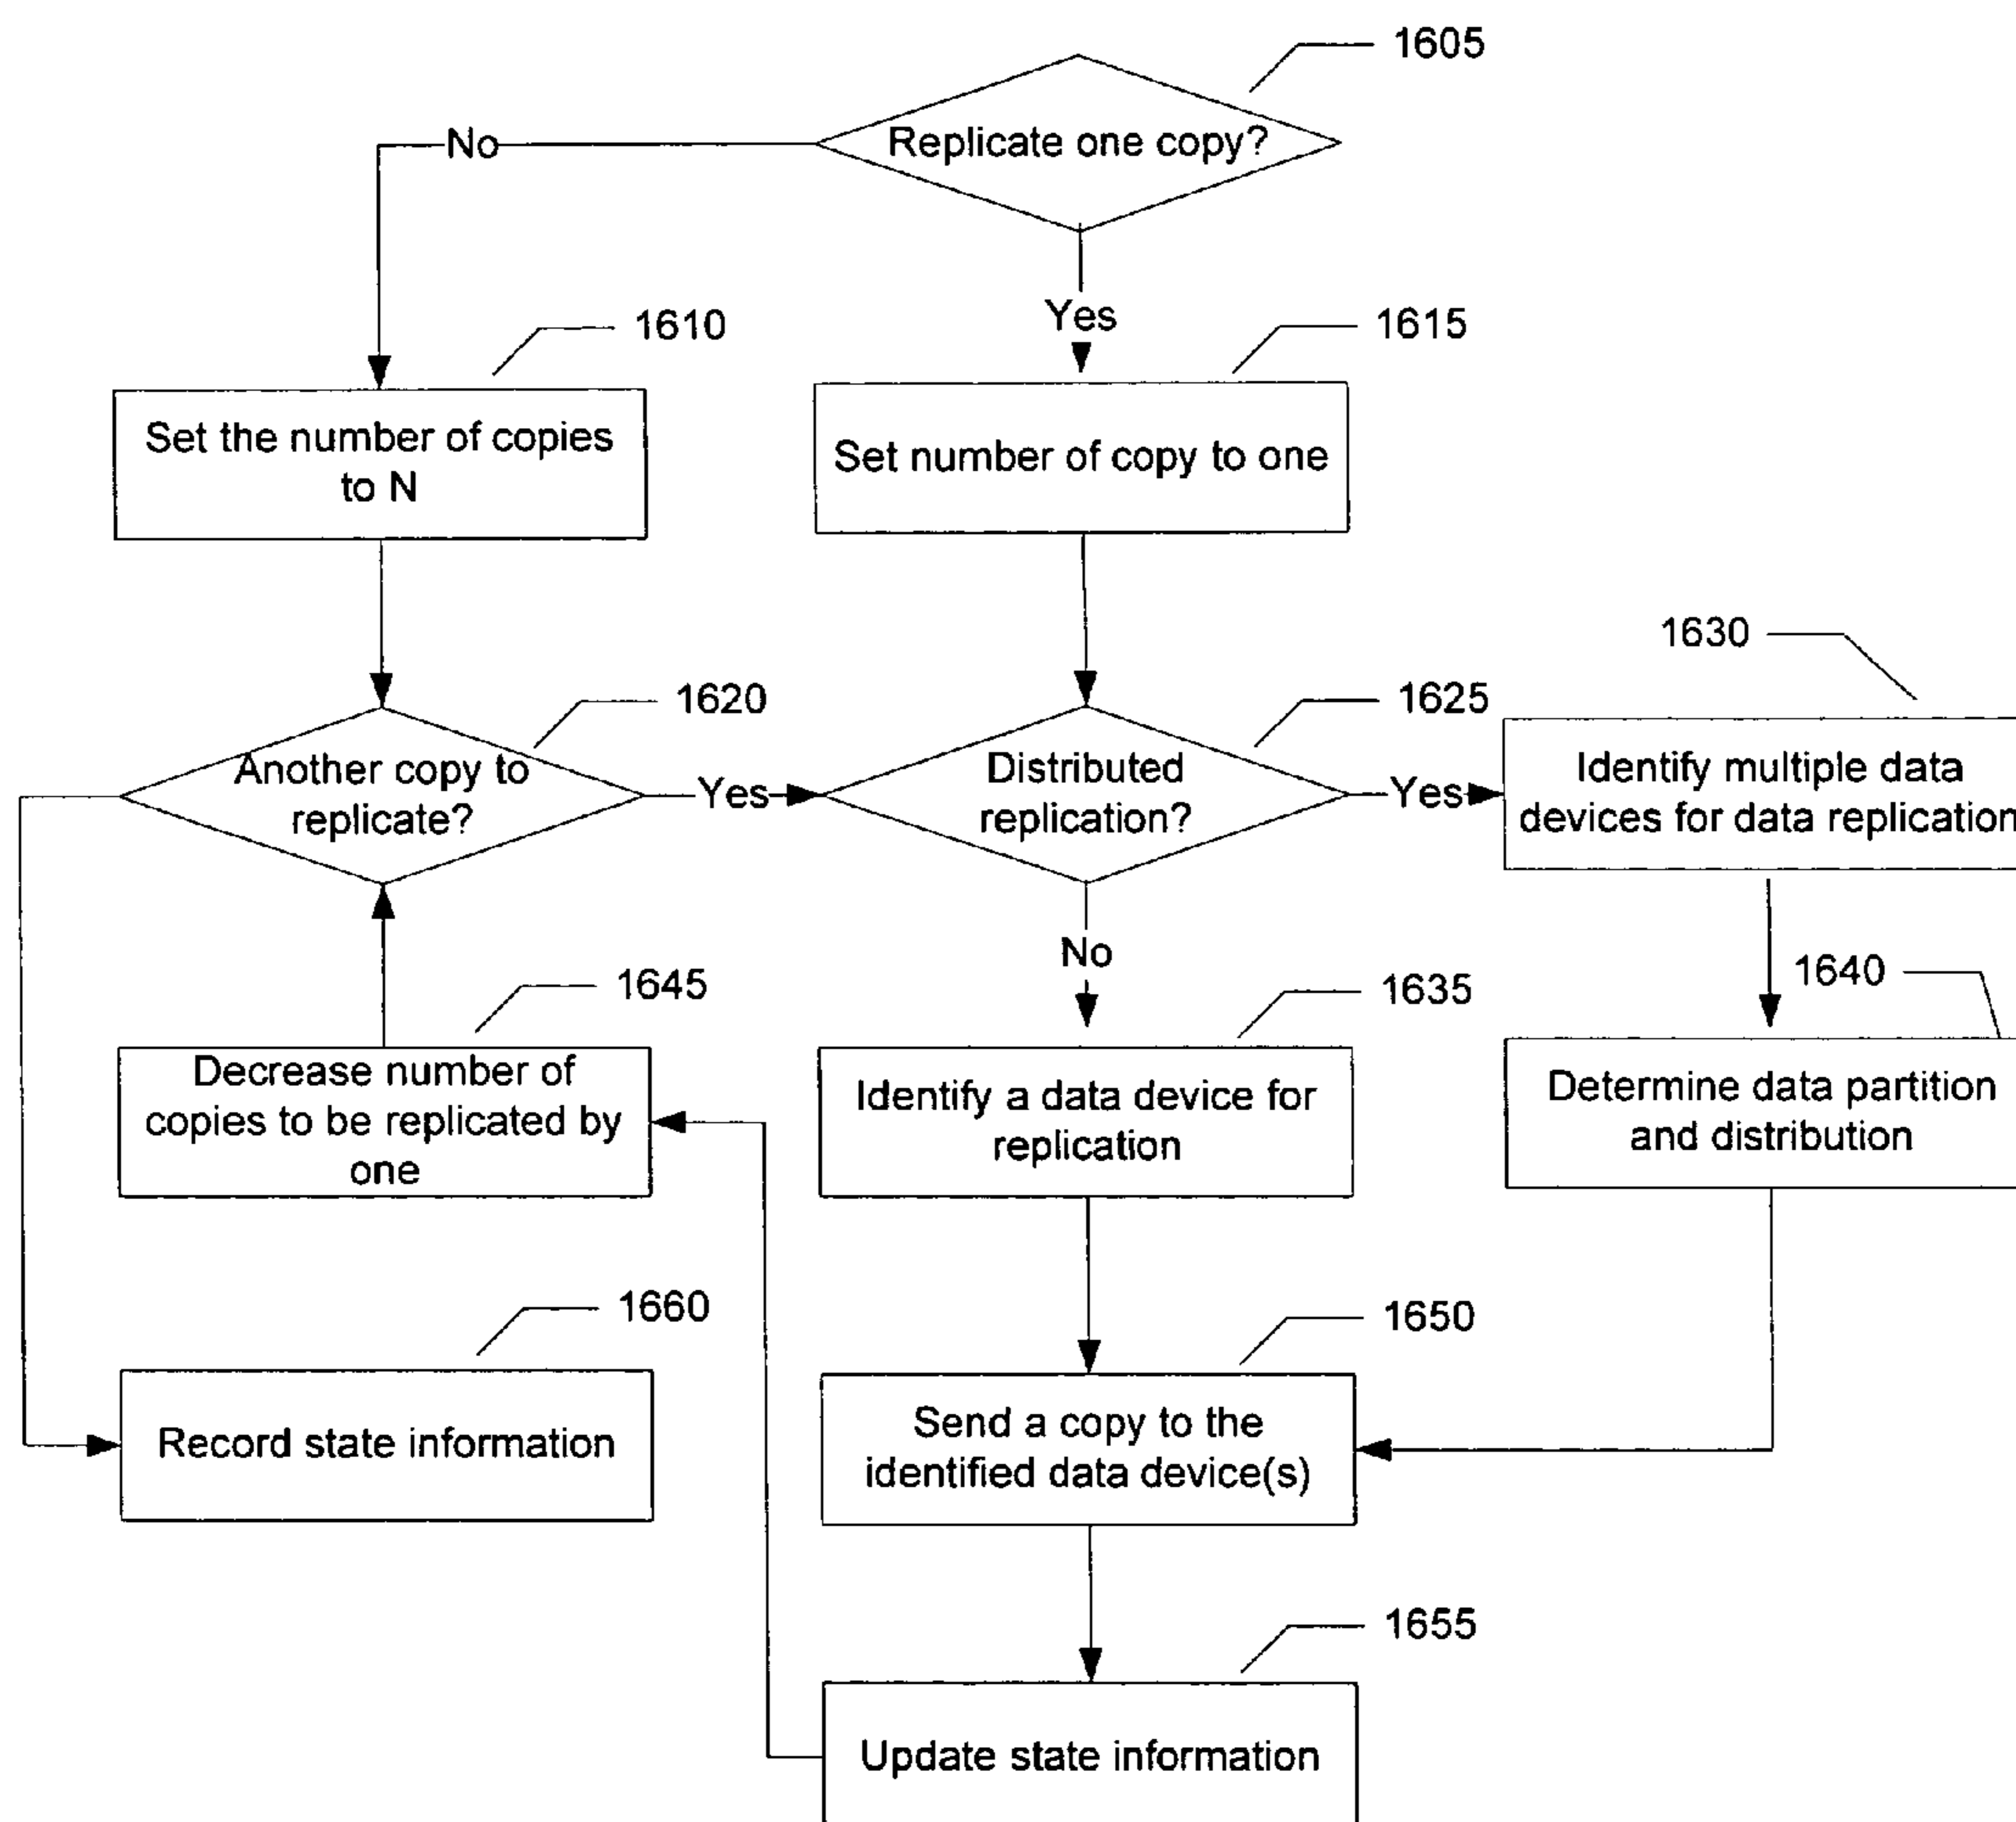 1605
Replicate one copy?
No
Yes
1610
1615
Set the number of copies
to N
Set number of copy to one
1630
1620
1625
Another copy to
replicate?
Yes
Distributed
replication?
Yes
Identify multiple data
devices for data replication
No
1640
1645
1635
Decrease number of
copies to be replicated by
one
Identify a data device for
replication
Determine data partition
and distribution
1660
1650
Record state information
Send a copy to the
identified data device(s)
1655
Update state information